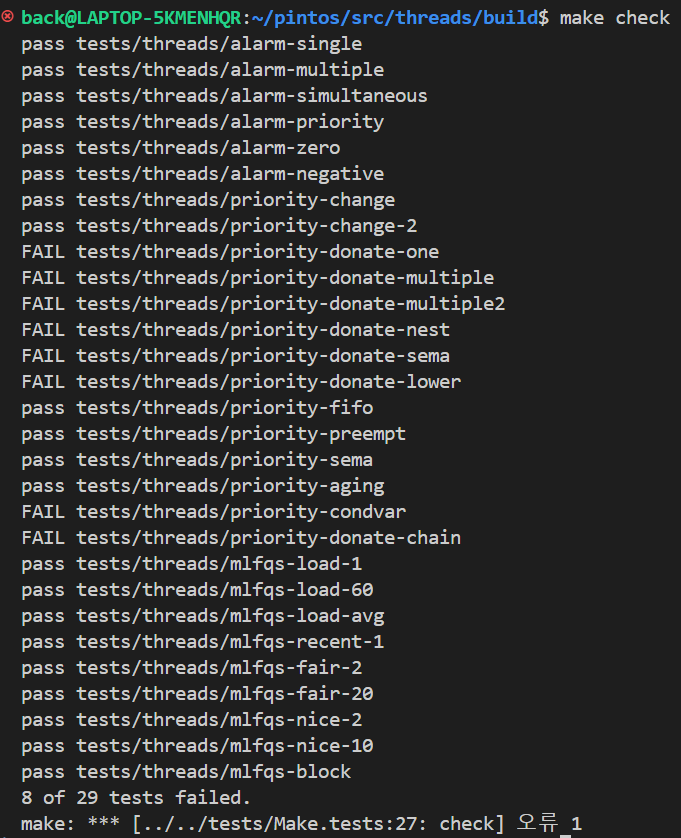 back@LAPTOP-5KMENHQR:~/pintos/src/threads/build$ make check
pass tests/threads/alarm-single
pass tests/threads/alarm-multiple
pass tests/threads/alarm-simultaneous
pass tests/threads/alarm-priority
pass tests/threads/alarm-zero
pass tests/threads/alarm-negative
pass tests/threads/priority-change
pass tests/threads/priority-change-2
FAIL tests/threads/priority-donate-one
FAIL tests/threads/priority-donate-multiple
FAIL tests/threads/priority-donate-multiple2
FAIL tests/threads/priority-donate-nest
FAIL tests/threads/priority-donate-sema
FAIL tests/threads/priority-donate-lower
pass tests/threads/priority-fifo
pass tests/threads/priority-preempt
pass tests/threads/priority-sema
pass tests/threads/priority-aging
FAIL tests/threads/priority-condvar
FAIL tests/threads/priority-donate-chain
pass tests/threads/mlfqs-load-1
pass tests/threads/mlfqs-load-60
pass tests/threads/mlfqs-load-avg
pass tests/threads/mlfqs-recent-1
pass tests/threads/mlfqs-fair-2
pass tests/threads/mlfqs-fair-20
pass tests/threads/mlfqs-nice-2
pass tests/threads/mlfqs-nice-10
pass tests/threads/mlfqs-block
8 of 29 tests failed.
make: *** [../../tests/Make.tests:27: check] 오류 1